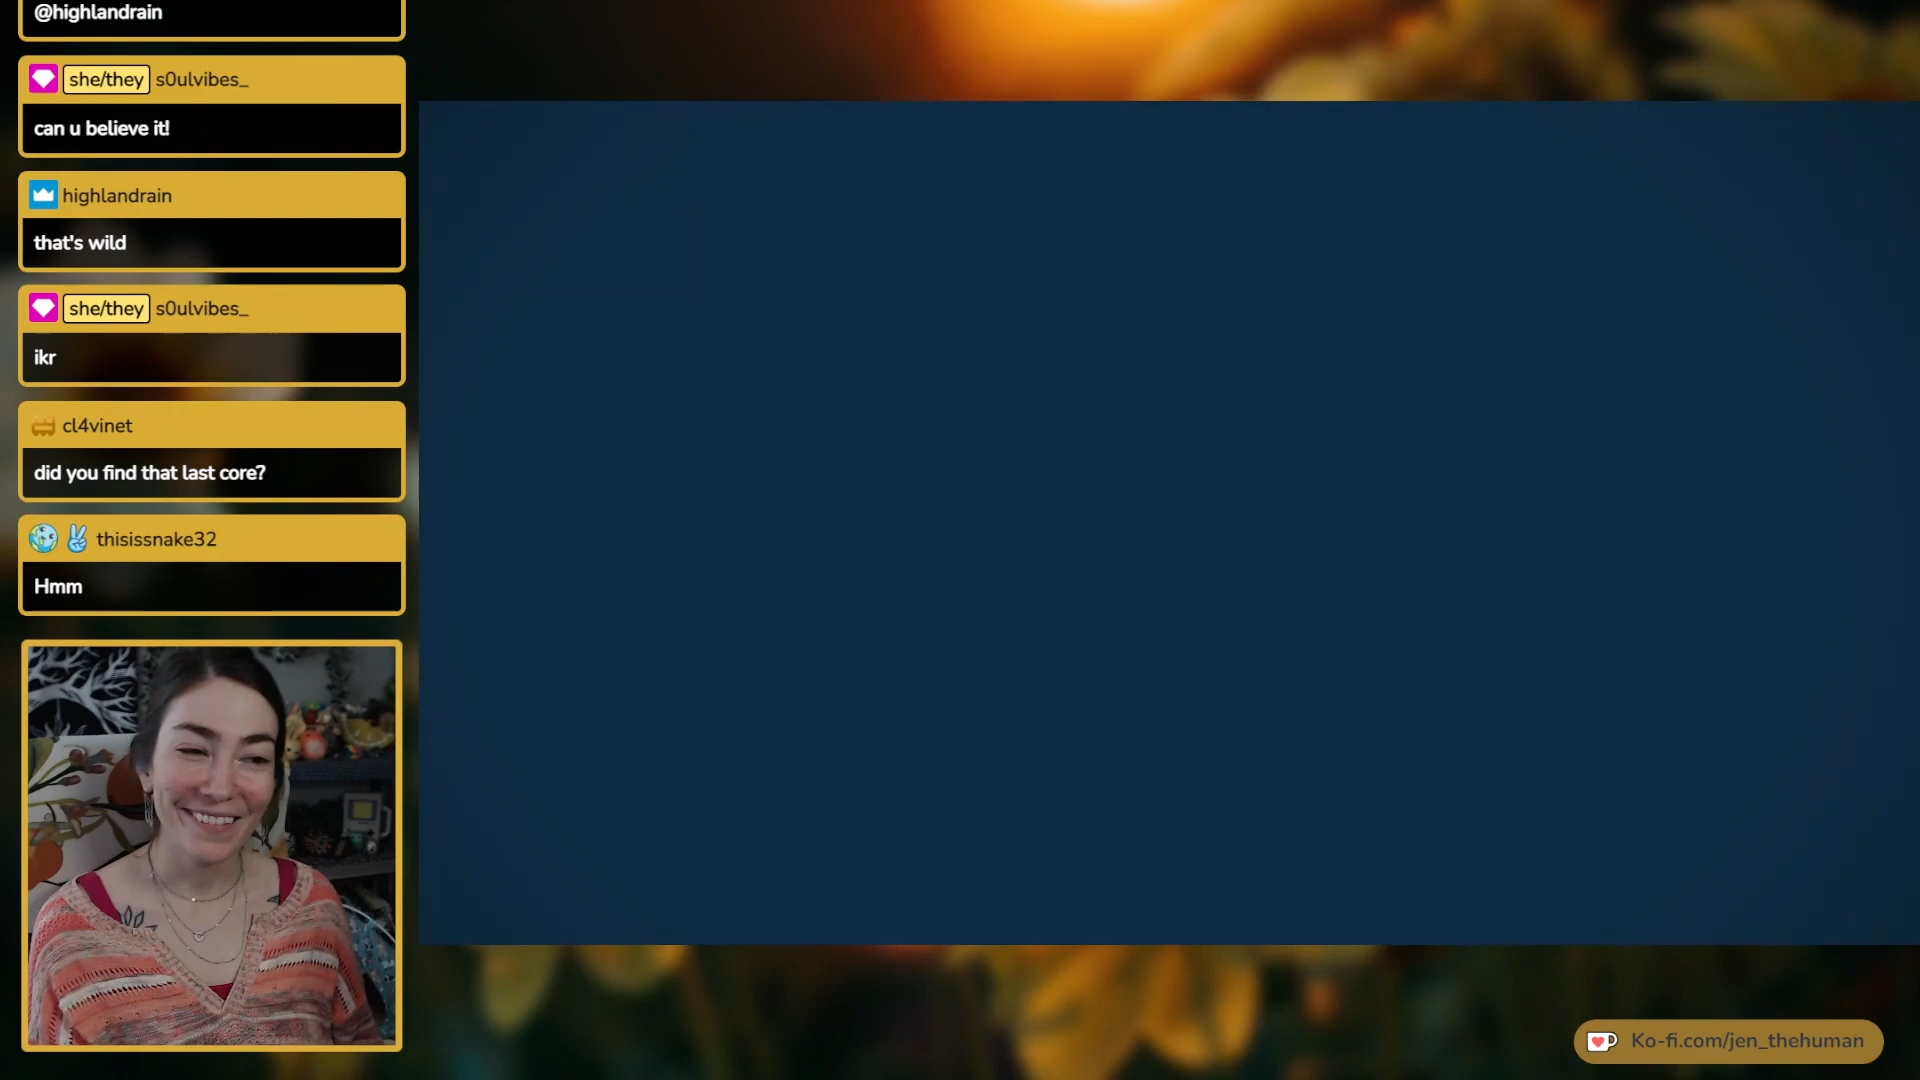 @highlandrain
she/they s0ulvibes_
can u believe it!
highlandrain
that's wild
she/they s0ulvibes_
ikr
cl4vinet
did you find that last core?
thisissnake32
Hmm
Ko-fi.com/jen_thehuman